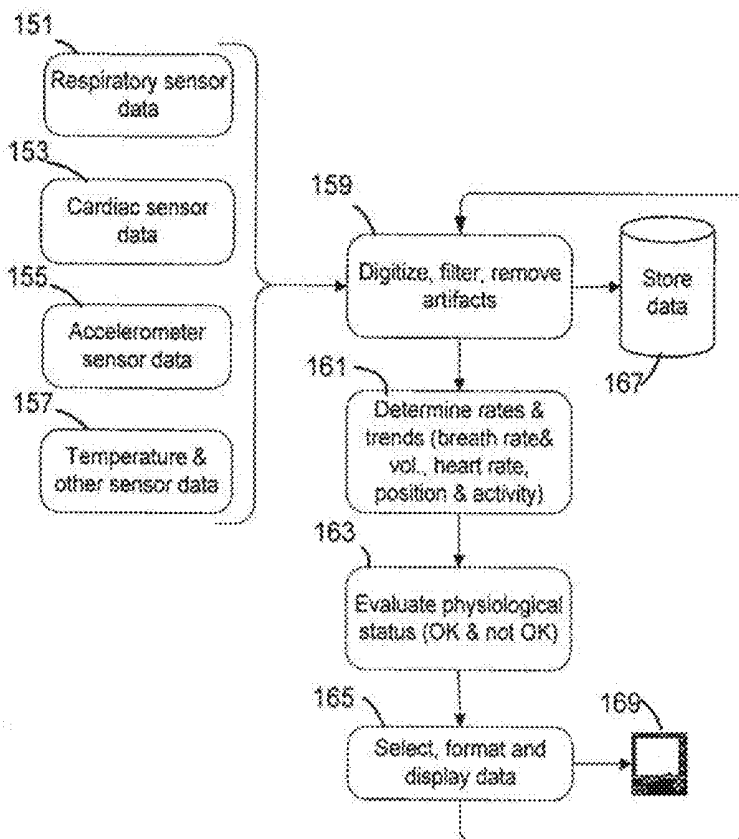 151
Respiratory sensor
data
153
Cardiac sensor
data
155
Accelerometer
sensor data
157
Temperature &
other sensor data
159
Digitize, filter, remove
artifacts
Store
data
167
161
Determine rates &
trends (breath rate&
vol., heart rate,
position & activity)
163
Evaluate physiological
status (OK & not OK)
165
Select, format and
display data
169